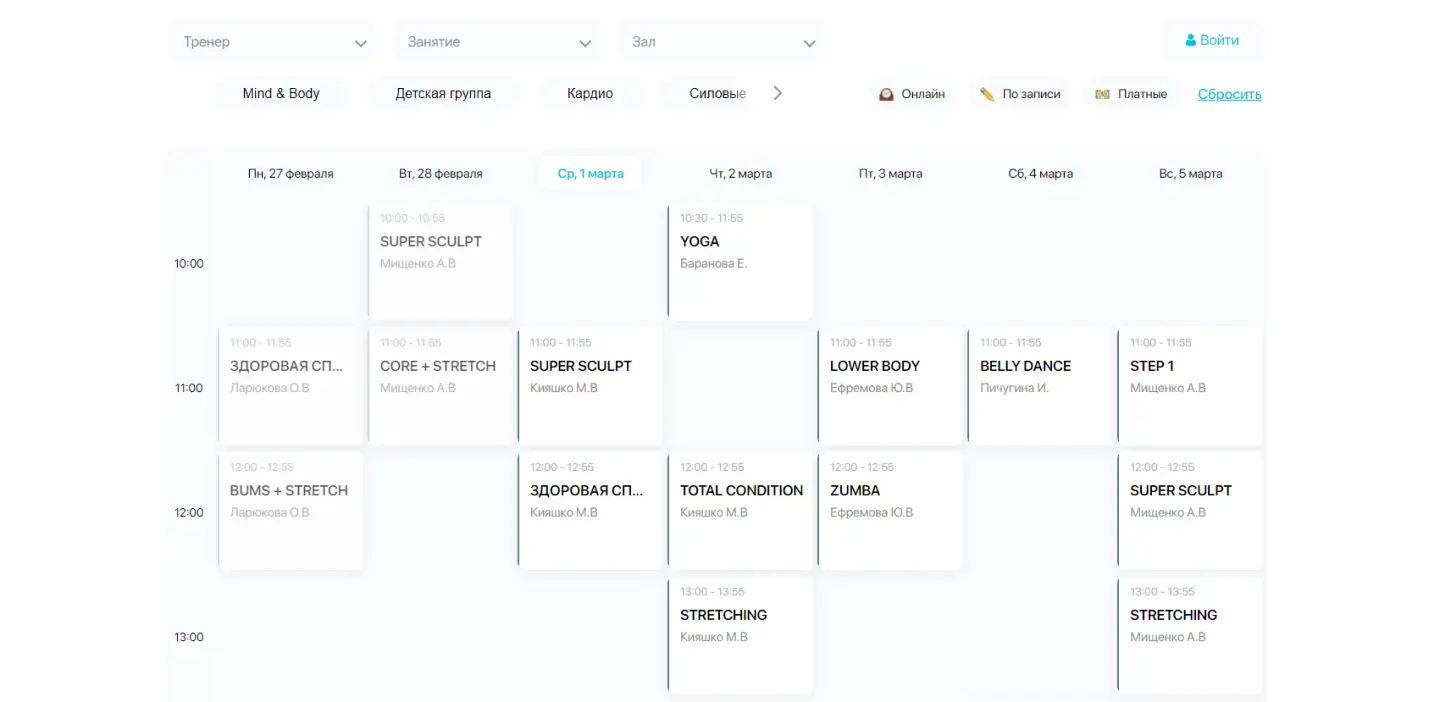 Тренер
Занятие
Зал
Войти
Mind & Body
Детская группа
Кардио
Силовые
Онлайн
По записи
Платные
Сбросить
Пн, 27 февраля
Вт, 28 февраля
Ср, 1 марта
Чт, 2 марта
Пт, 3 марта
Сб, 4 марта
Вс, 5 марта
10:00
10:00 - 10:55
SUPER SCULPT
Мищенко А.В
10:30 - 11:55
YOGA
Баранова Е.
11:00
11:00 - 11:55
ЗДОРОВАЯ СП...
Ларюкова О.В
11:00 - 11:55
CORE + STRETCH
Мищенко А.В
11:00 - 11:55
SUPER SCULPT
Кияшко М.В
11:00 - 11:55
LOWER BODY
Ефремова Ю.В
11:00 - 11:55
BELLY DANCE
Пичугина И.
11:00 - 11:55
STEP 1
Мищенко А.В
12:00
12:00 - 12:55
BUMS + STRETCH
Ларюкова О.В
12:00 - 12:55
ЗДОРОВАЯ СП...
Кияшко М.В
12:00 - 12:55
TOTAL CONDITION
Кияшко М.В
12:00 - 12:55
ZUMBA
Ефремова Ю.В
12:00 - 12:55
SUPER SCULPT
Мищенко А.В
13:00
13:00 - 13:55
STRETCHING
Кияшко М.В
13:00 - 13:55
STRETCHING
Мищенко А.В